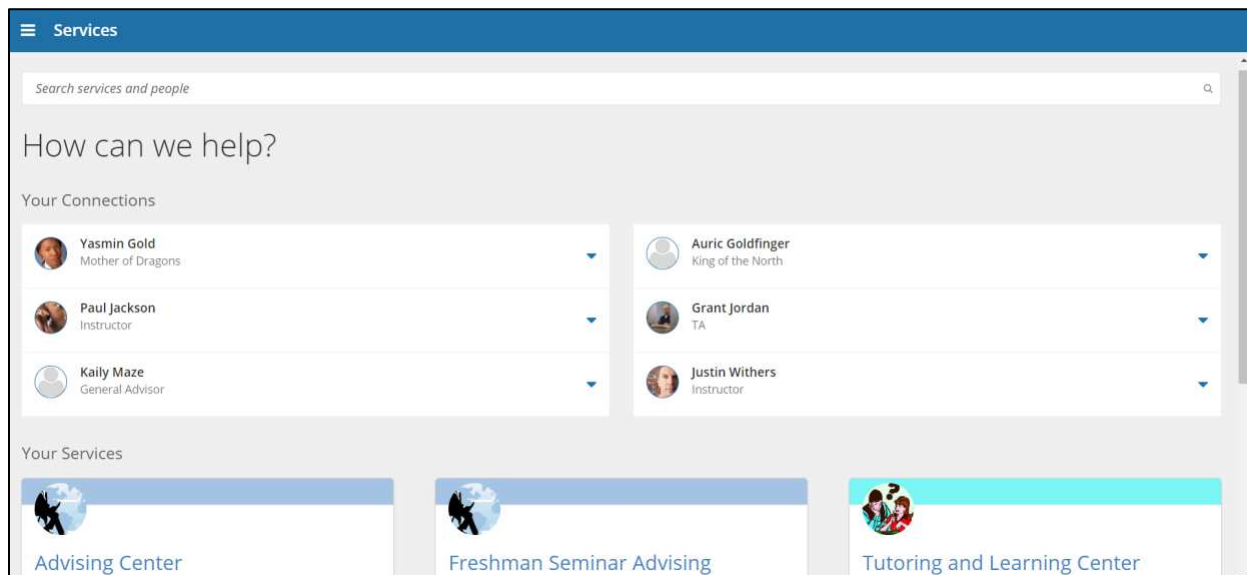 Services
Search services and people
How can we help?
Your Connections
Yasmin Gold
Mother of Dragons
Auric Goldfinger
King of the North
Paul Jackson
Instructor
Grant Jordan
TA
Kaily Maze
General Advisor
Justin Withers
Instructor
Your Services
?
Advising Center
Freshman Seminar Advising
Tutoring and Learning Center